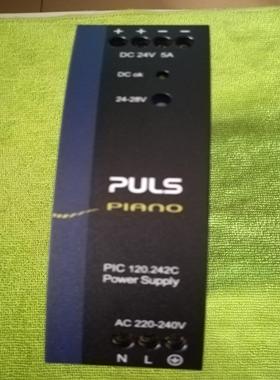 + + − −
DC 24V 5A
DC ok
24-28V
PULS
PIANO
PIC 120.242C
Power Supply
AC 220-240V
N L ⏚